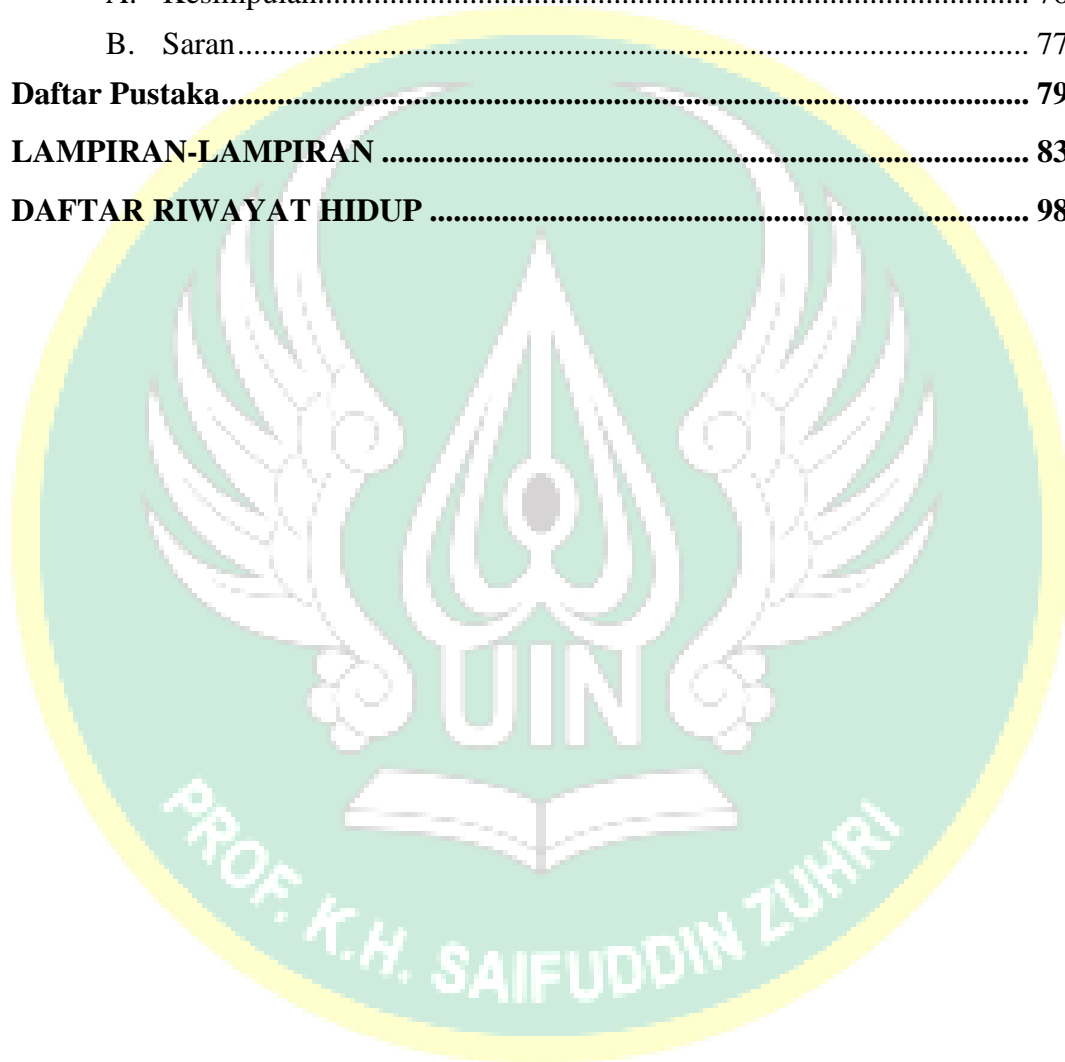 B. Saran........................................................................................................ 77
Daftar Pustaka........................................................................................................ 79
LAMPIRAN-LAMPIRAN ........................................................................................................ 83
DAFTAR RIWAYAT HIDUP ........................................................................................................ 98
UIN
PROF. K.H. SAIFUDDIN ZUHRI